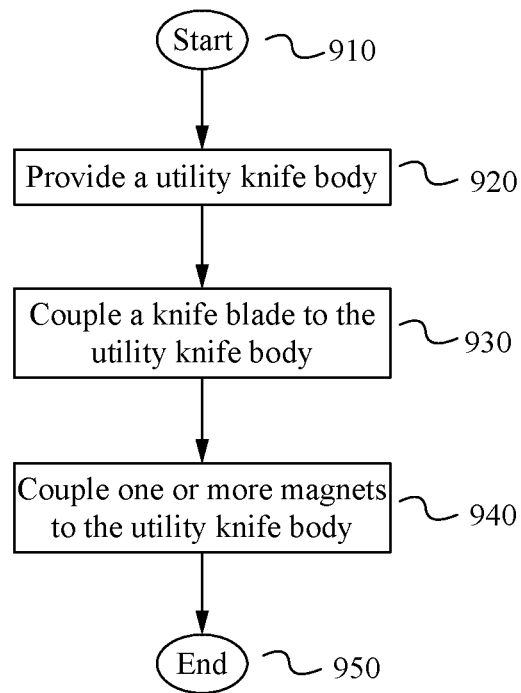 Start
910
Provide a utility knife body
920
Couple a knife blade to the
utility knife body
930
Couple one or more magnets
to the utility knife body
940
End
950